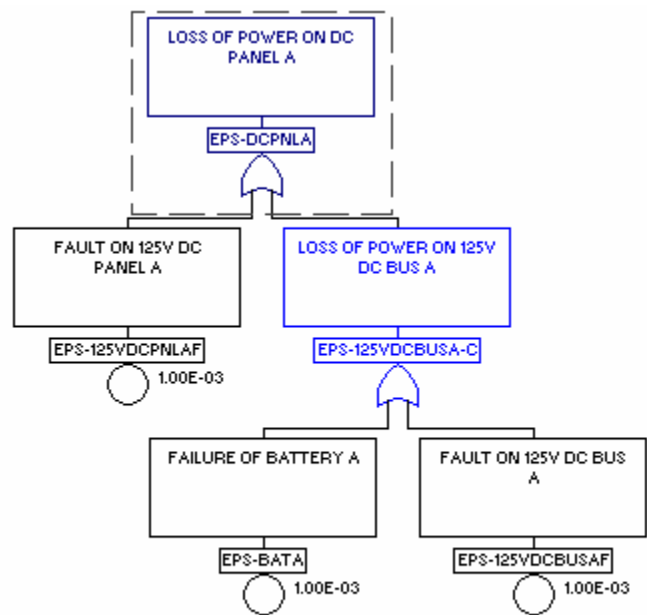 LOSS OF POWER ON DC
PANEL A
EPS-DCPNLA
FAULT ON 125V DC
PANEL A
EPS-125VDCPNLAF
1.00E-03
LOSS OF POWER ON 125V
DC BUS A
EPS-125VDCBUSA-C
FAILURE OF BATTERY A
EPS-BATA
1.00E-03
FAULT ON 125V DC BUS
A
EPS-125VDCBUSAF
1.00E-03